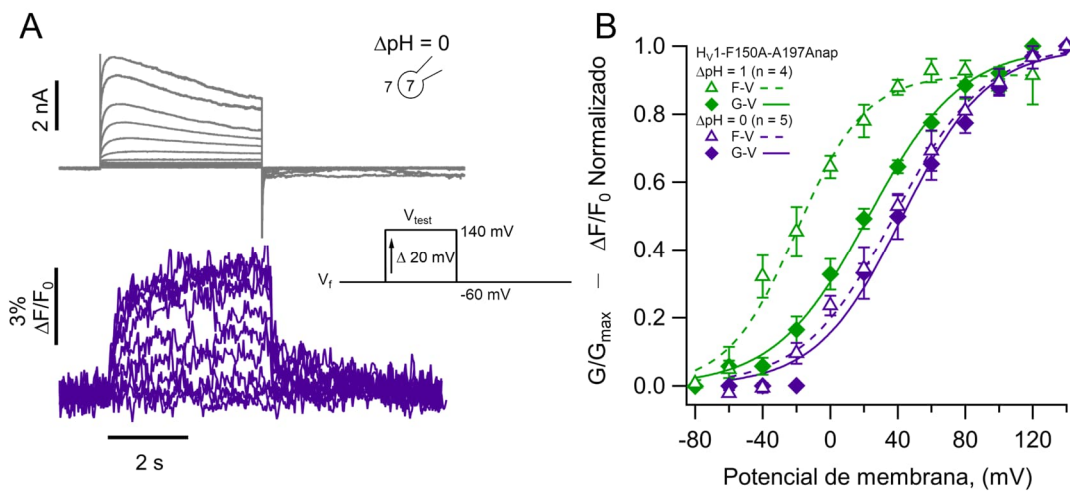 A
ΔpH = 0
7
7
2 nA
V_test
140 mV
Δ 20 mV
V_f
-60 mV
3%
ΔF/F₀
2 s
B
G/G_max — ΔF/F₀ Normalizado
1.0
0.8
0.6
0.4
0.2
0.0
H_V1-F150A-A197Anap
ΔpH = 1 (n = 4)
F-V
G-V
ΔpH = 0 (n = 5)
F-V
G-V
-80
-40
0
40
80
120
Potencial de membrana, (mV)